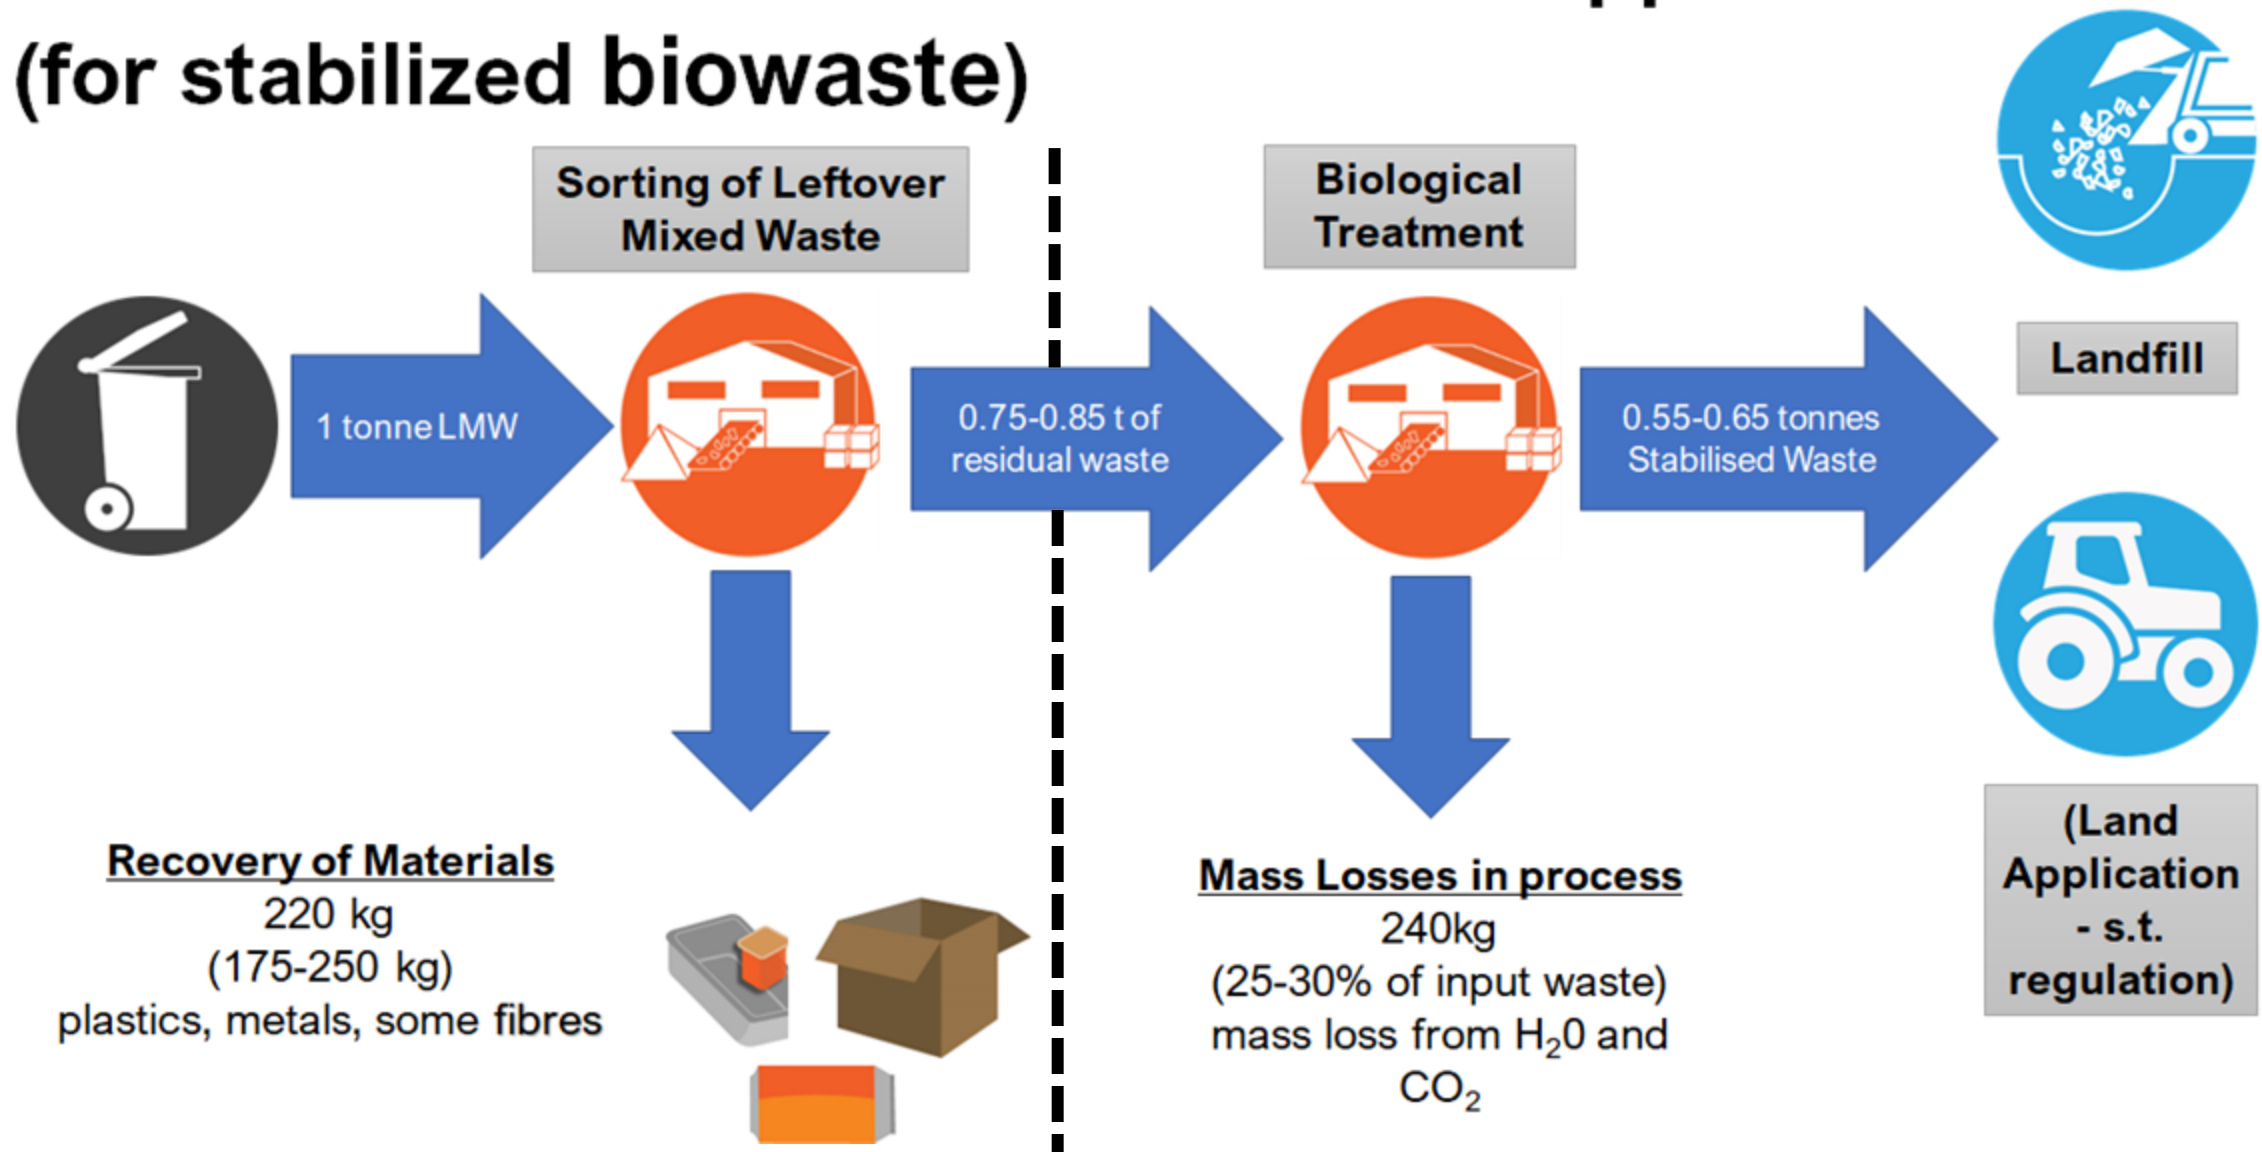 (for stabilized biowaste)
Sorting of Leftover
Mixed Waste
Biological
Treatment
Landfill
1 tonne LMW
0.75-0.85 t of
residual waste
0.55-0.65 tonnes
Stabilised Waste
Recovery of Materials
220 kg
(175-250 kg)
plastics, metals, some fibres
Mass Losses in process
240kg
(25-30% of input waste)
mass loss from H₂0 and
CO₂
(Land
Application
- s.t.
regulation)